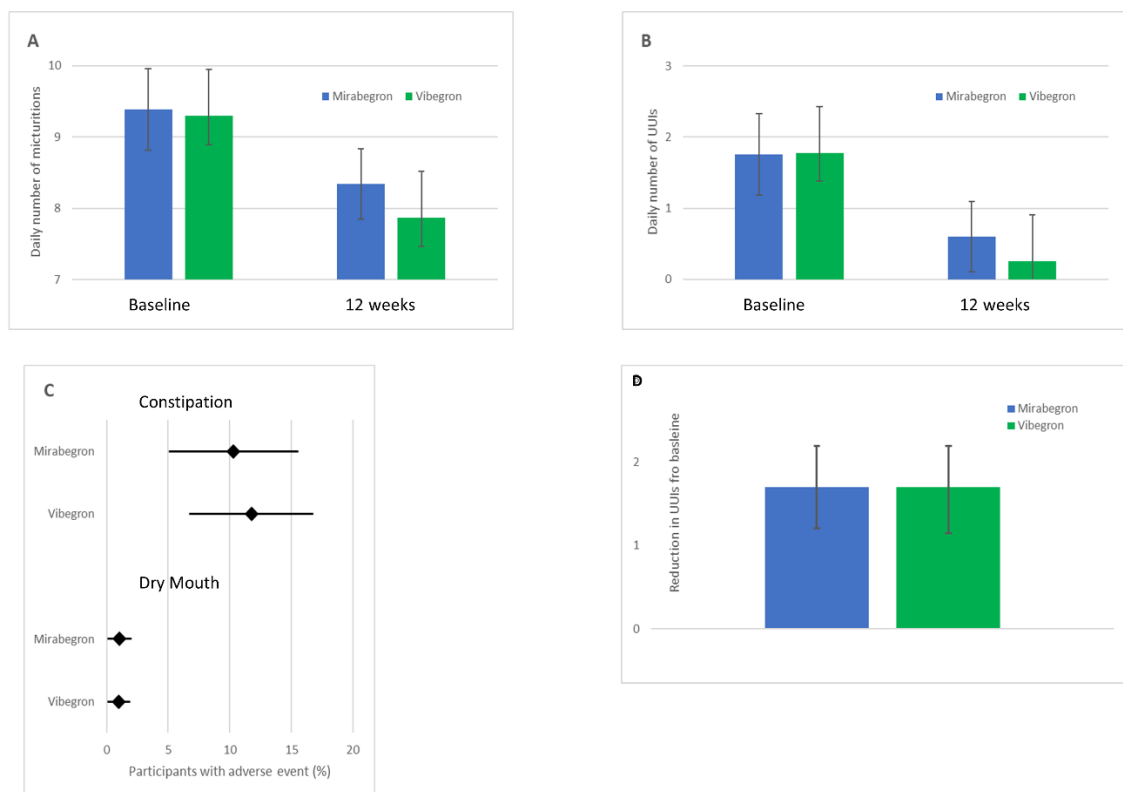 A
10
9
8
7
Daily number of micturitions
Mirabegron
Vibegron
Baseline
12 weeks
B
3
2
1
0
Daily number of UUIs
Mirabegron
Vibegron
Baseline
12 weeks
C
Constipation
Mirabegron
Vibegron
Dry Mouth
Mirabegron
Vibegron
0 5 10 15 20
Participants with adverse event (%)
D
Mirabegron
Vibegron
2
1
0
Reduction in UUIs fro basleine